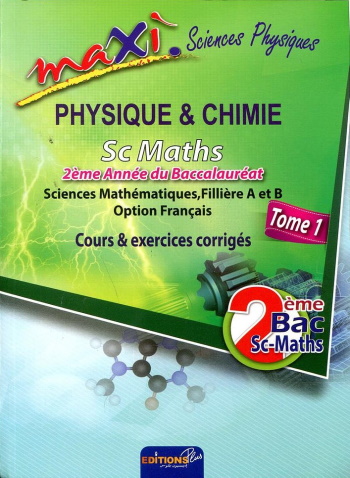 maxi. Sciences Physiques
PHYSIQUE & CHIMIE
Sc Maths
2ème Année du Baccalauréat
Sciences Mathématiques,Fillière A et B
Option Français
Tome 1
Cours & exercices corrigés
2ème
Bac
Sc-Maths
EDITIONS Plus